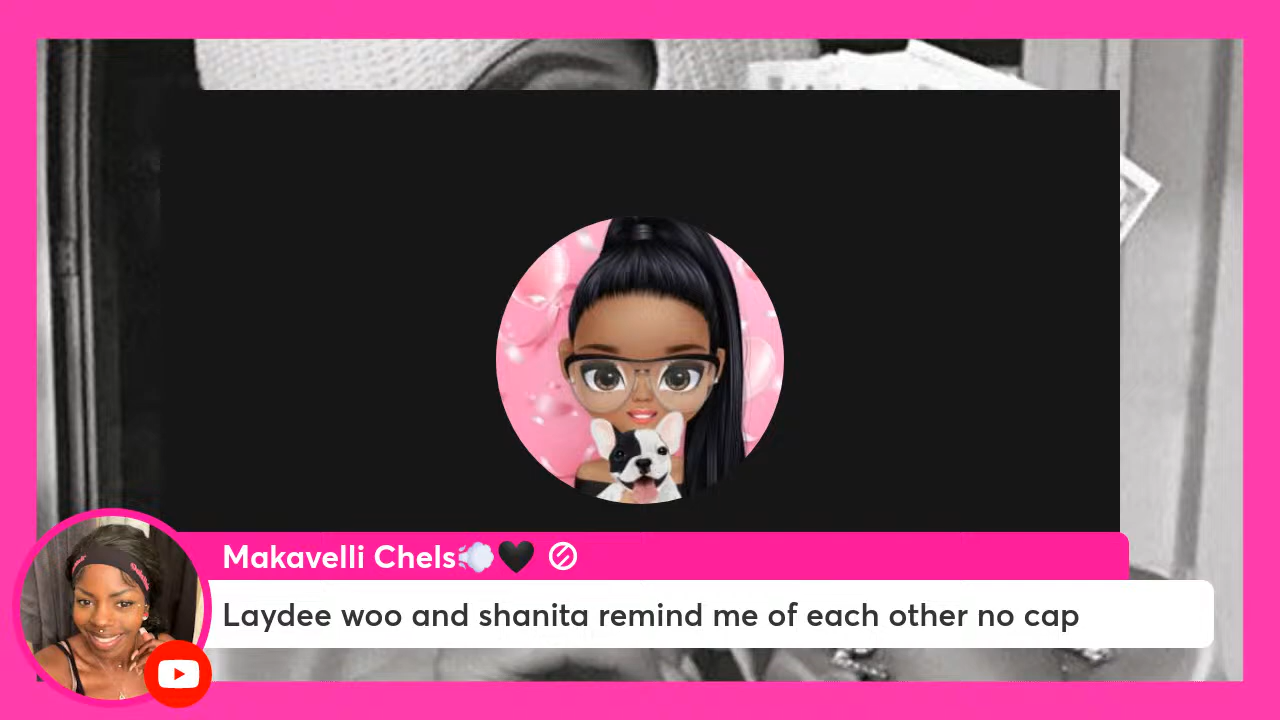 Makavelli Chels💨🖤
Laydee woo and shanita remind me of each other no cap